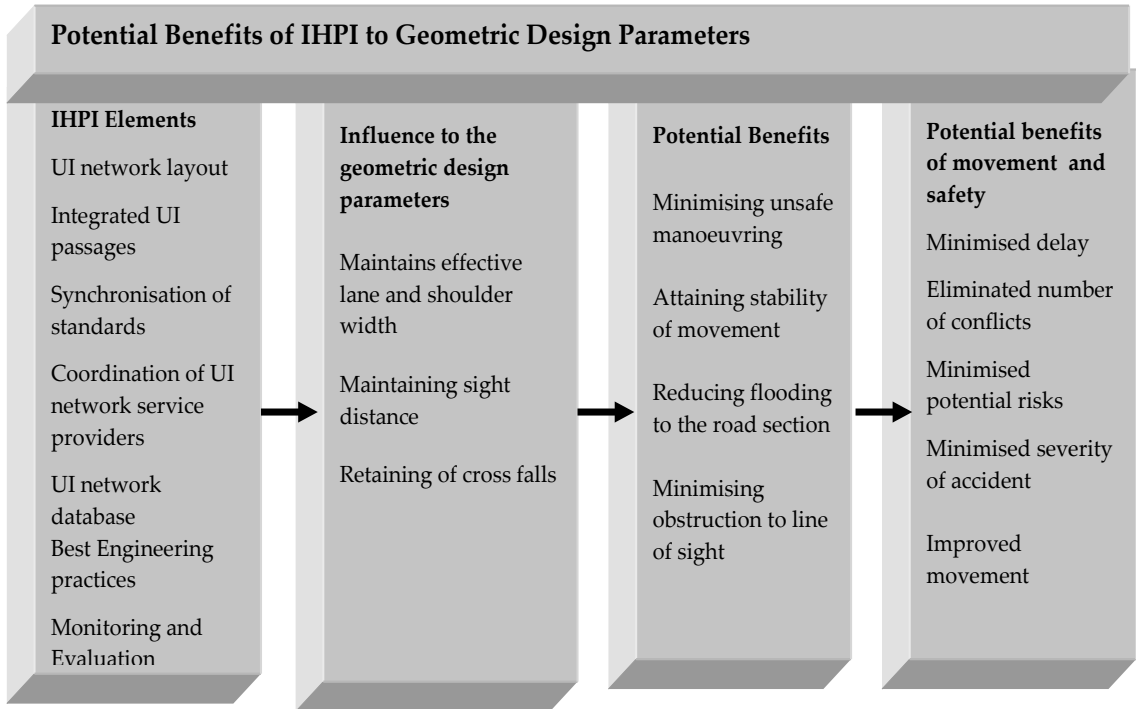 Potential Benefits of IHPI to Geometric Design Parameters
IHPI Elements
UI network layout
Integrated UI
passages
Synchronisation of
standards
Coordination of UI
network service
providers
UI network
database
Best Engineering
practices
Monitoring and
Evaluation
Influence to the
geometric design
parameters
Maintains effective
lane and shoulder
width
Maintaining sight
distance
Retaining of cross falls
Potential Benefits
Minimising unsafe
manoeuvring
Attaining stability
of movement
Reducing flooding
to the road section
Minimising
obstruction to line
of sight
Potential benefits
of movement and
safety
Minimised delay
Eliminated number
of conflicts
Minimised
potential risks
Minimised severity
of accident
Improved
movement